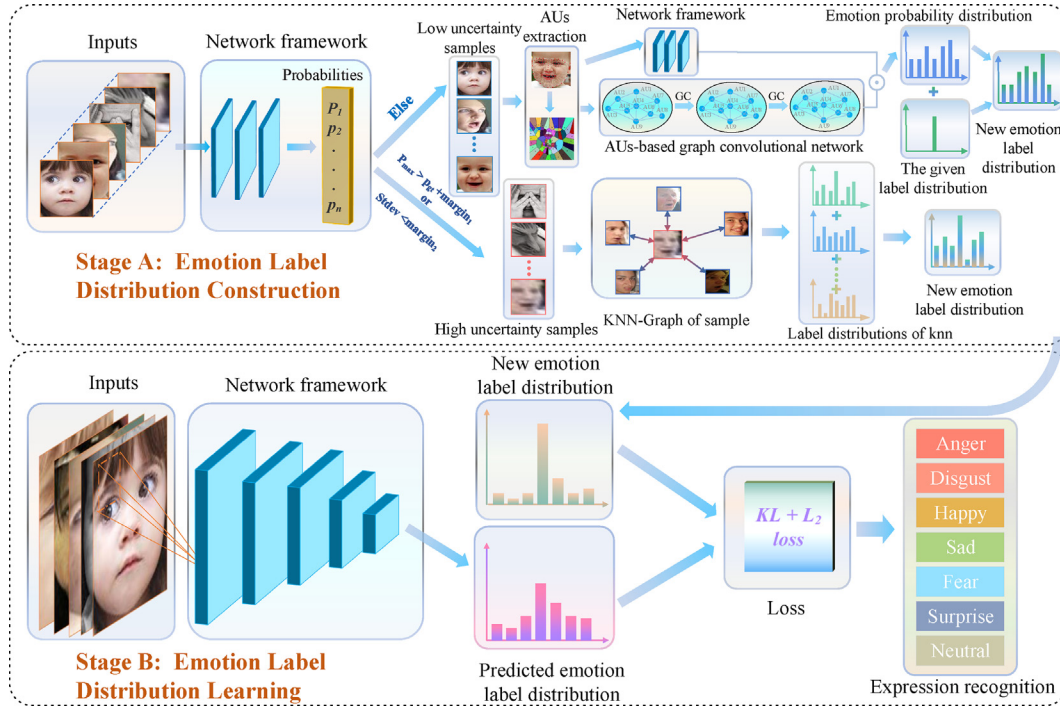 Inputs
Network framework
Probabilities
P1
p2
.
.
.
pn
Else
Pmax > pgt +margin1
or
Stdev <margin2
Low uncertainty
samples
AUs
extraction
Network framework
GC
GC
AUs-based graph convolutional network
Emotion probability distribution
+
The given
label distribution
New emotion
label
distribution
High uncertainty samples
KNN-Graph of sample
+
+
+
Label distributions of knn
New emotion
label distribution
Stage A: Emotion Label
Distribution Construction
Inputs
Network framework
New emotion
label distribution
Predicted emotion
label distribution
KL + L2
loss
Loss
Anger
Disgust
Happy
Sad
Fear
Surprise
Neutral
Expression recognition
Stage B: Emotion Label
Distribution Learning